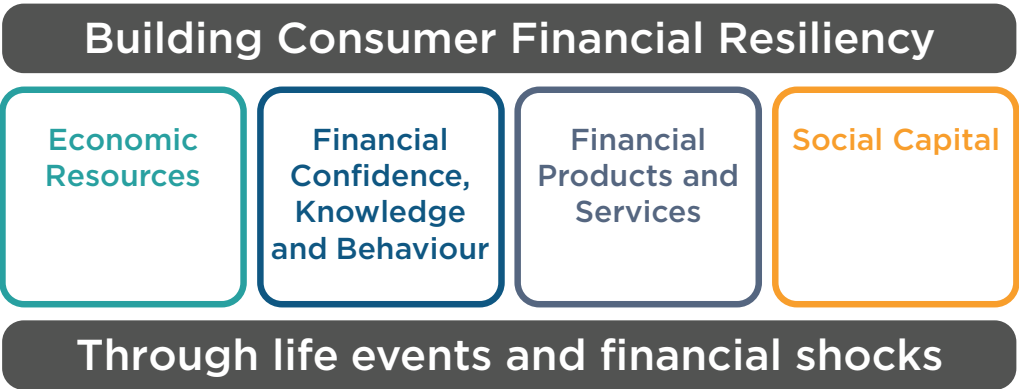 Building Consumer Financial Resiliency
Economic
Resources
Financial
Confidence,
Knowledge
and Behaviour
Financial
Products and
Services
Social Capital
Through life events and financial shocks